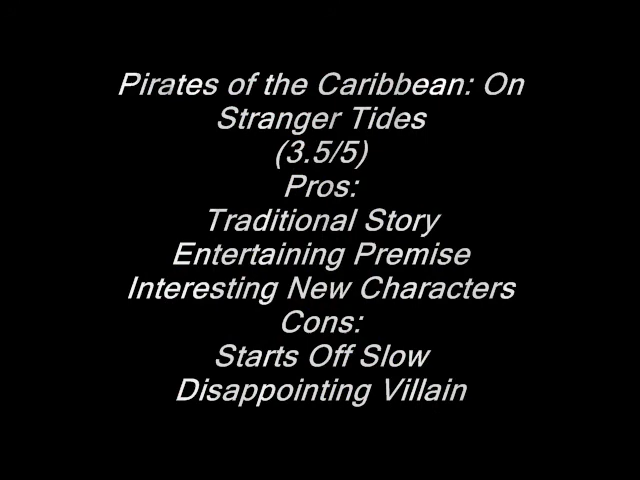 Pirates of the Caribbean: On
Stranger Tides
(3.5/5)
Pros:
Traditional Story
Entertaining Premise
Interesting New Characters
Cons:
Starts Off Slow
Disappointing Villain